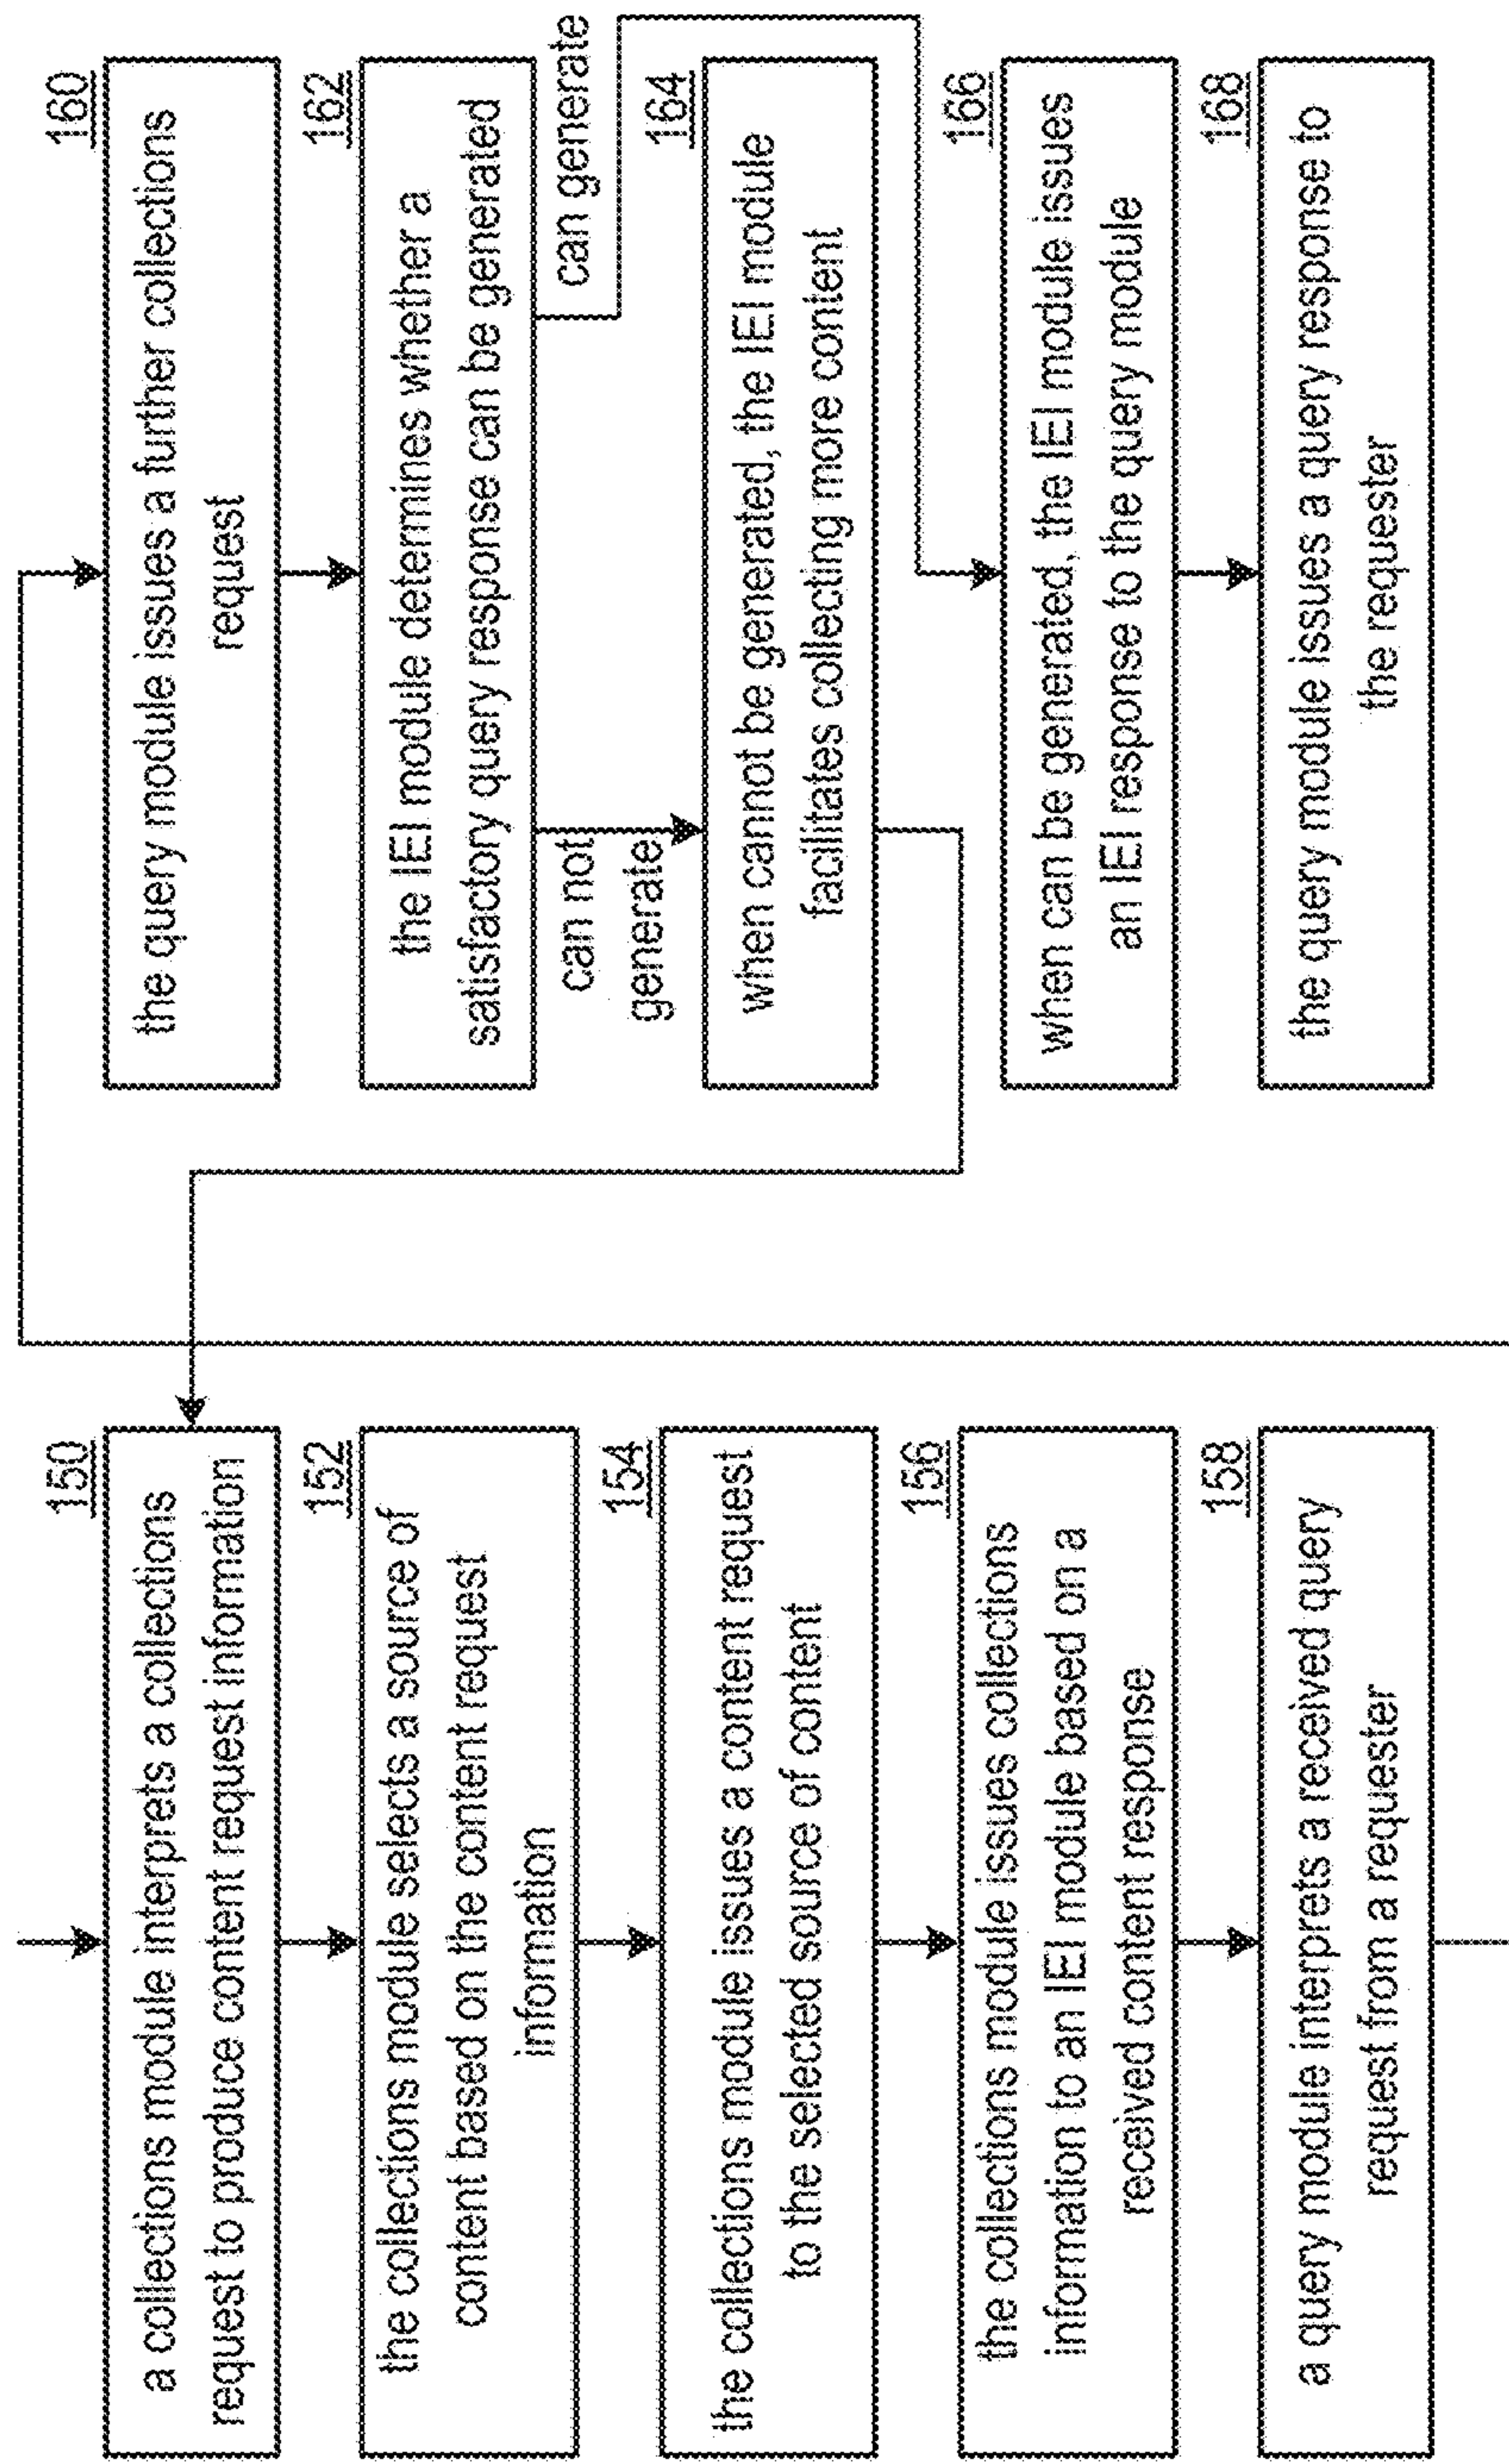 150
a collections module interprets a collections
request to produce content request information
152
the collections module selects a source of
content based on the content request
information
154
the collections module issues a content request
to the selected source of content
156
the collections module issues collections
information to an IEI module based on a
received content response
158
a query module interprets a received query
request from a requester
160
the query module issues a further collections
request
162
the IEI module determines whether a
satisfactory query response can be generated
can not
generate
can generate
164
when cannot be generated, the IEI module
facilitates collecting more content
166
when can be generated, the IEI module issues
an IEI response to the query module
168
the query module issues a query response to
the requester